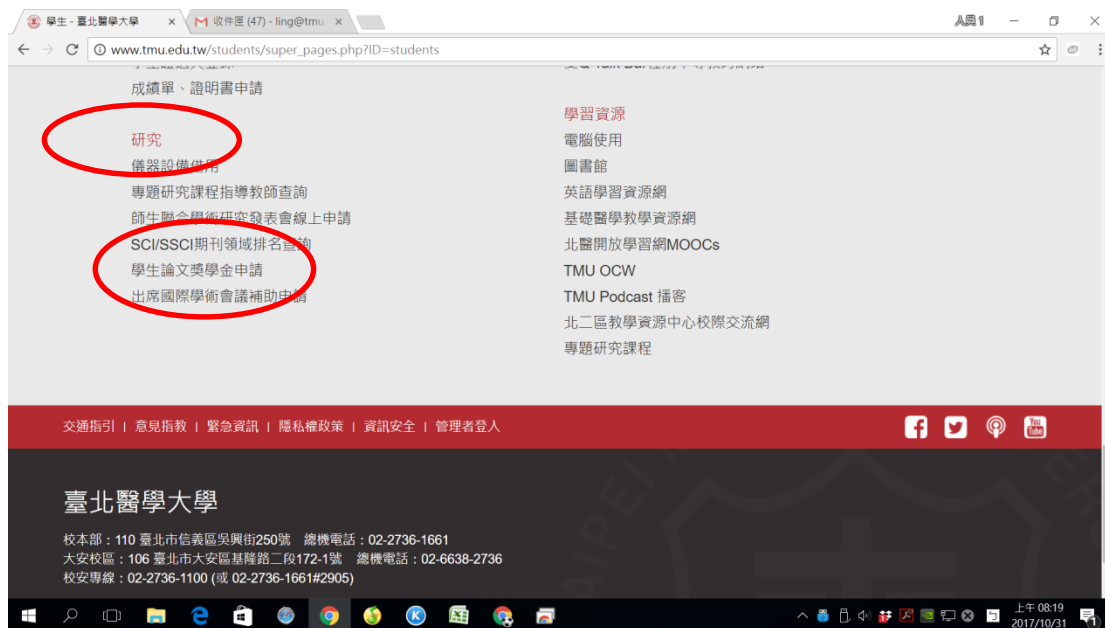 學生 - 臺北醫學大學
收件匣 (47) - ling@tmu.
人員1
www.tmu.edu.tw/students/super_pages.php?ID=students
成績單、證明書申請
研究
儀器設備借用
專題研究課程指導教師查詢
師生聯合學術研究發表會線上申請
SCI/SSCI期刊領域排名查詢
學生論文獎學金申請
出席國際學術會議補助申請
學習資源
電腦使用
圖書館
英語學習資源網
基礎醫學教學資源網
北醫開放學習網MOOCs
TMU OCW
TMU Podcast 播客
北二區教學資源中心校際交流網
專題研究課程
交通指引 | 意見指教 | 緊急資訊 | 隱私權政策 | 資訊安全 | 管理者登入
You Tube
臺北醫學大學
校本部：110 臺北市信義區吳興街250號 總機電話：02-2736-1661
大安校區：106 臺北市大安區基隆路二段172-1號 總機電話：02-6638-2736
校安專線：02-2736-1100 (或 02-2736-1661#2905)
上午 08:19
2017/10/31